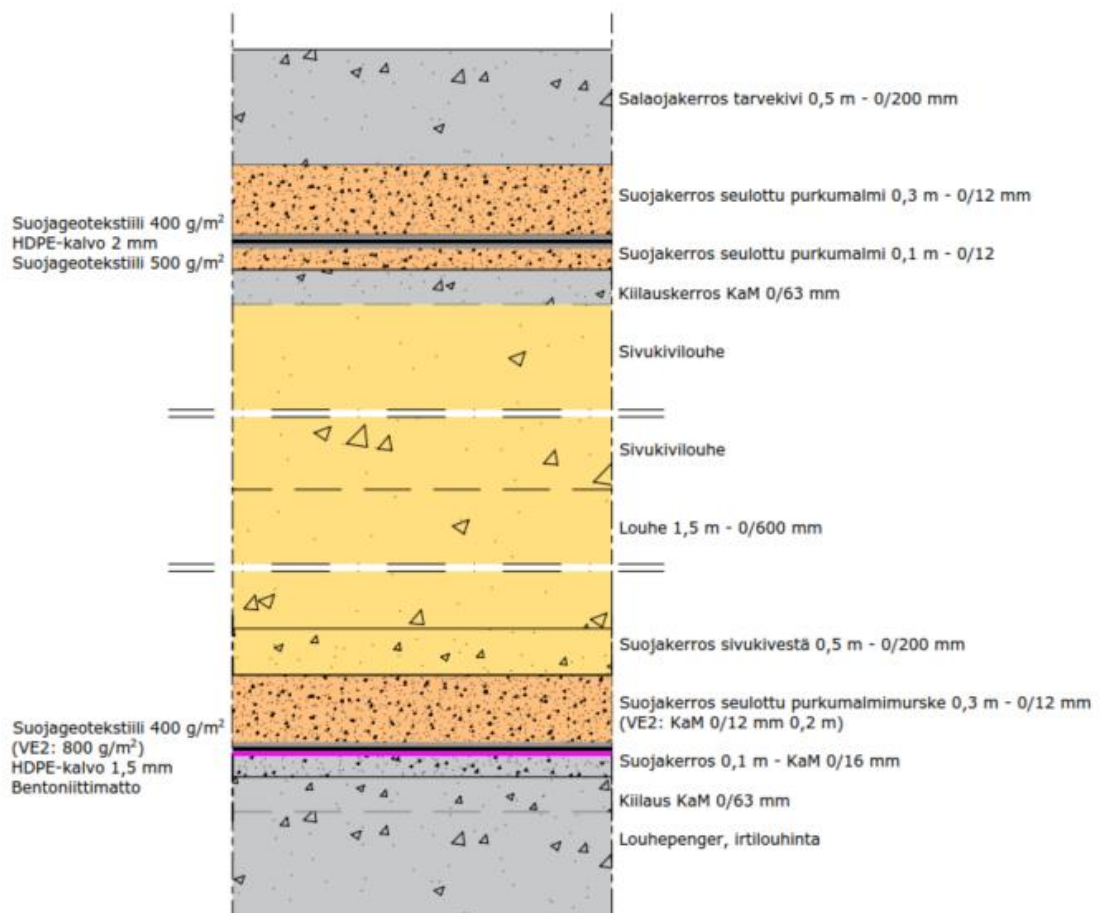 Salaojakerros tarvekivi 0,5 m - 0/200 mm
Suojakerros seulottu purkumalmi 0,3 m - 0/12 mm
Suojageotekstiili 400 g/m²
HDPE-kalvo 2 mm
Suojageotekstiili 500 g/m²
Suojakerros seulottu purkumalmi 0,1 m - 0/12
Kiilauskerros KaM 0/63 mm
Sivukivilouhe
Sivukivilouhe
Louhe 1,5 m - 0/600 mm
Suojakerros sivukivestä 0,5 m - 0/200 mm
Suojakerros seulottu purkumalmimurske 0,3 m - 0/12 mm
(VE2: KaM 0/12 mm 0,2 m)
Suojageotekstiili 400 g/m²
(VE2: 800 g/m²)
HDPE-kalvo 1,5 mm
Bentoniittimatto
Suojakerros 0,1 m - KaM 0/16 mm
Kiilaus KaM 0/63 mm
Louhepenger, irtilouhinta